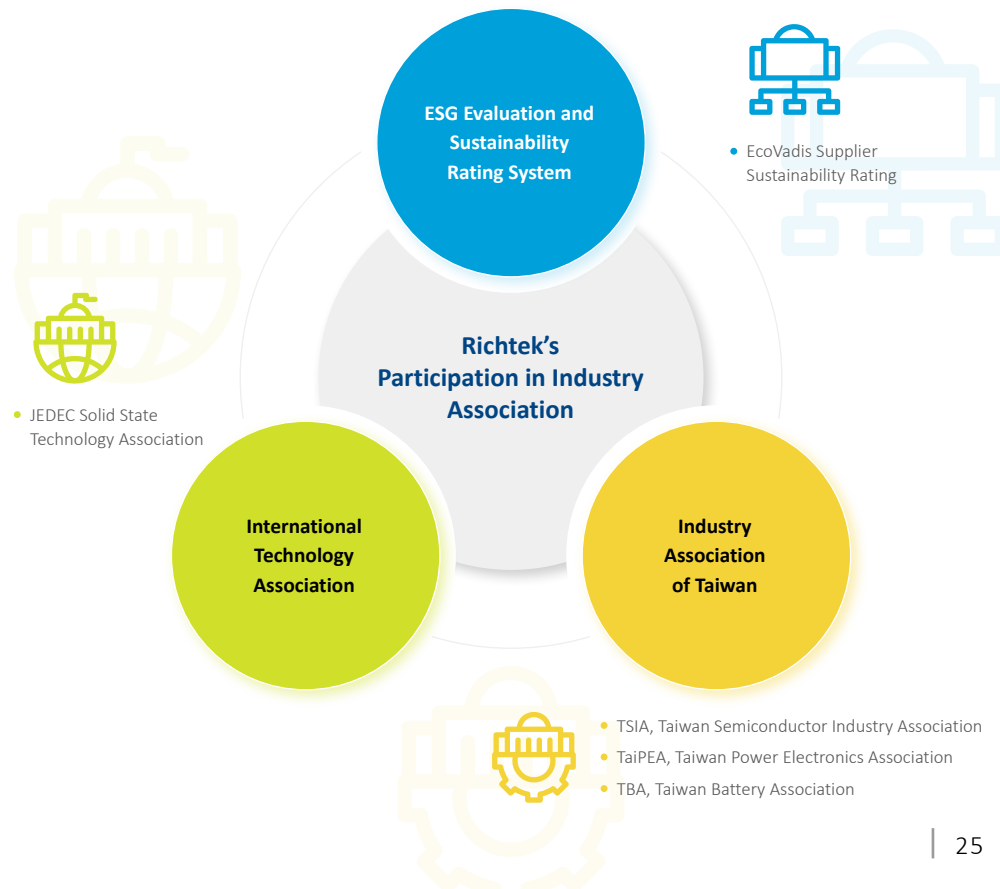 ESG Evaluation and
Sustainability
Rating System
• EcoVadis Supplier
Sustainability Rating
Richtek's
Participation in Industry
Association
• JEDEC Solid State
Technology Association
International
Technology
Association
Industry
Association
of Taiwan
• TSIA, Taiwan Semiconductor Industry Association
• TaiPEA, Taiwan Power Electronics Association
• TBA, Taiwan Battery Association
25